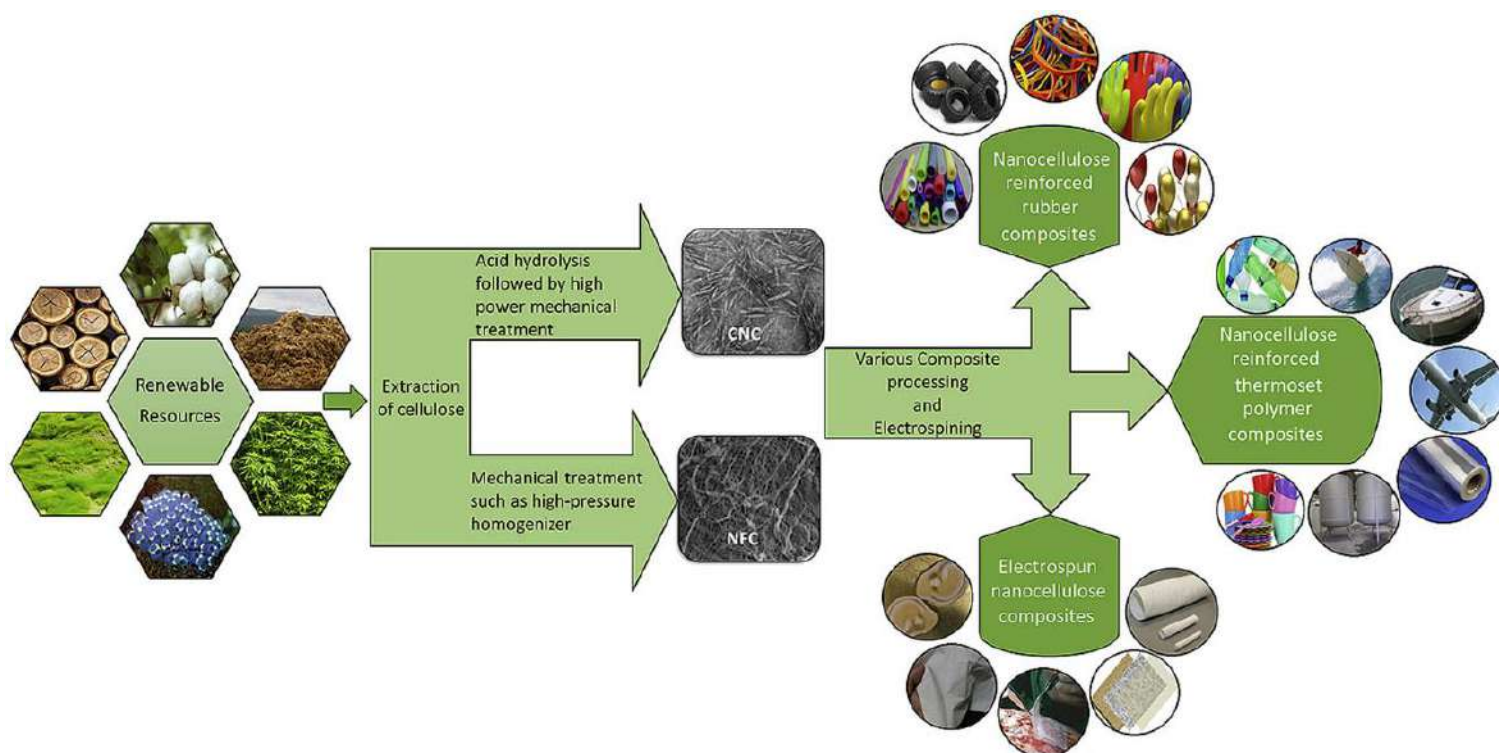 Renewable
Resources
Extraction
of cellulose
Acid hydrolysis
followed by high
power mechanical
treatment
CNC
Mechanical treatment
such as high-pressure
homogenizer
NFC
Various Composite
processing
and
Electrospining
Nanocellulose
reinforced
rubber
composites
Nanocellulose
reinforced
thermoset
polymer
composites
Electrospun
nanocellulose
composites